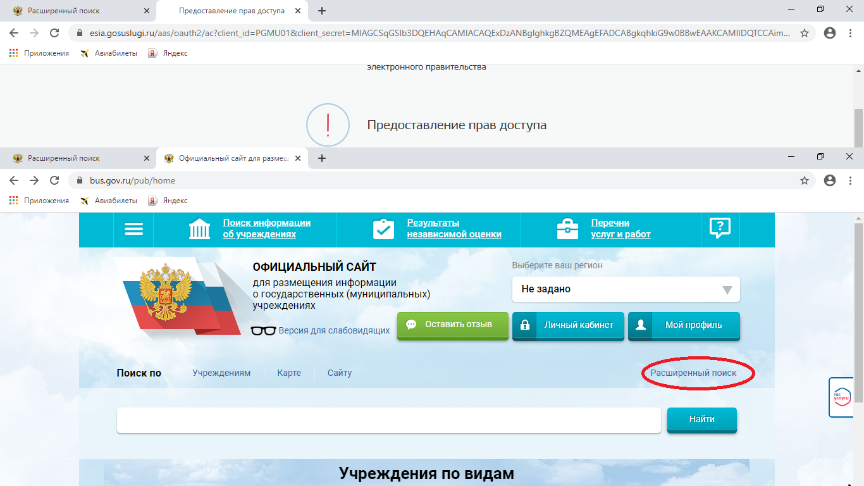 Расширенный поиск
Предоставление прав доступа
esia.gosuslugi.ru/aas/oauth2/ac?client_id=PGMU01&client_secret=
Приложения
Авиабилеты
Яндекс
электронного правительства
Предоставление прав доступа
Расширенный поиск
Официальный сайт для размещ
bus.gov.ru/pub/home
Приложения
Авиабилеты
Яндекс
Поиск информации
об учреждениях
Результаты
независимой оценки
Перечни
услуг и работ
ОФИЦИАЛЬНЫЙ САЙТ
для размещения информации
о государственных (муниципальных)
учреждениях
Версия для слабовидящих
Выберите ваш регион
Не задано
Оставить отзыв
Личный кабинет
Мой профиль
Поиск по
Учреждениям
Карте
Сайту
Расширенный поиск
Найти
Учреждения по видам